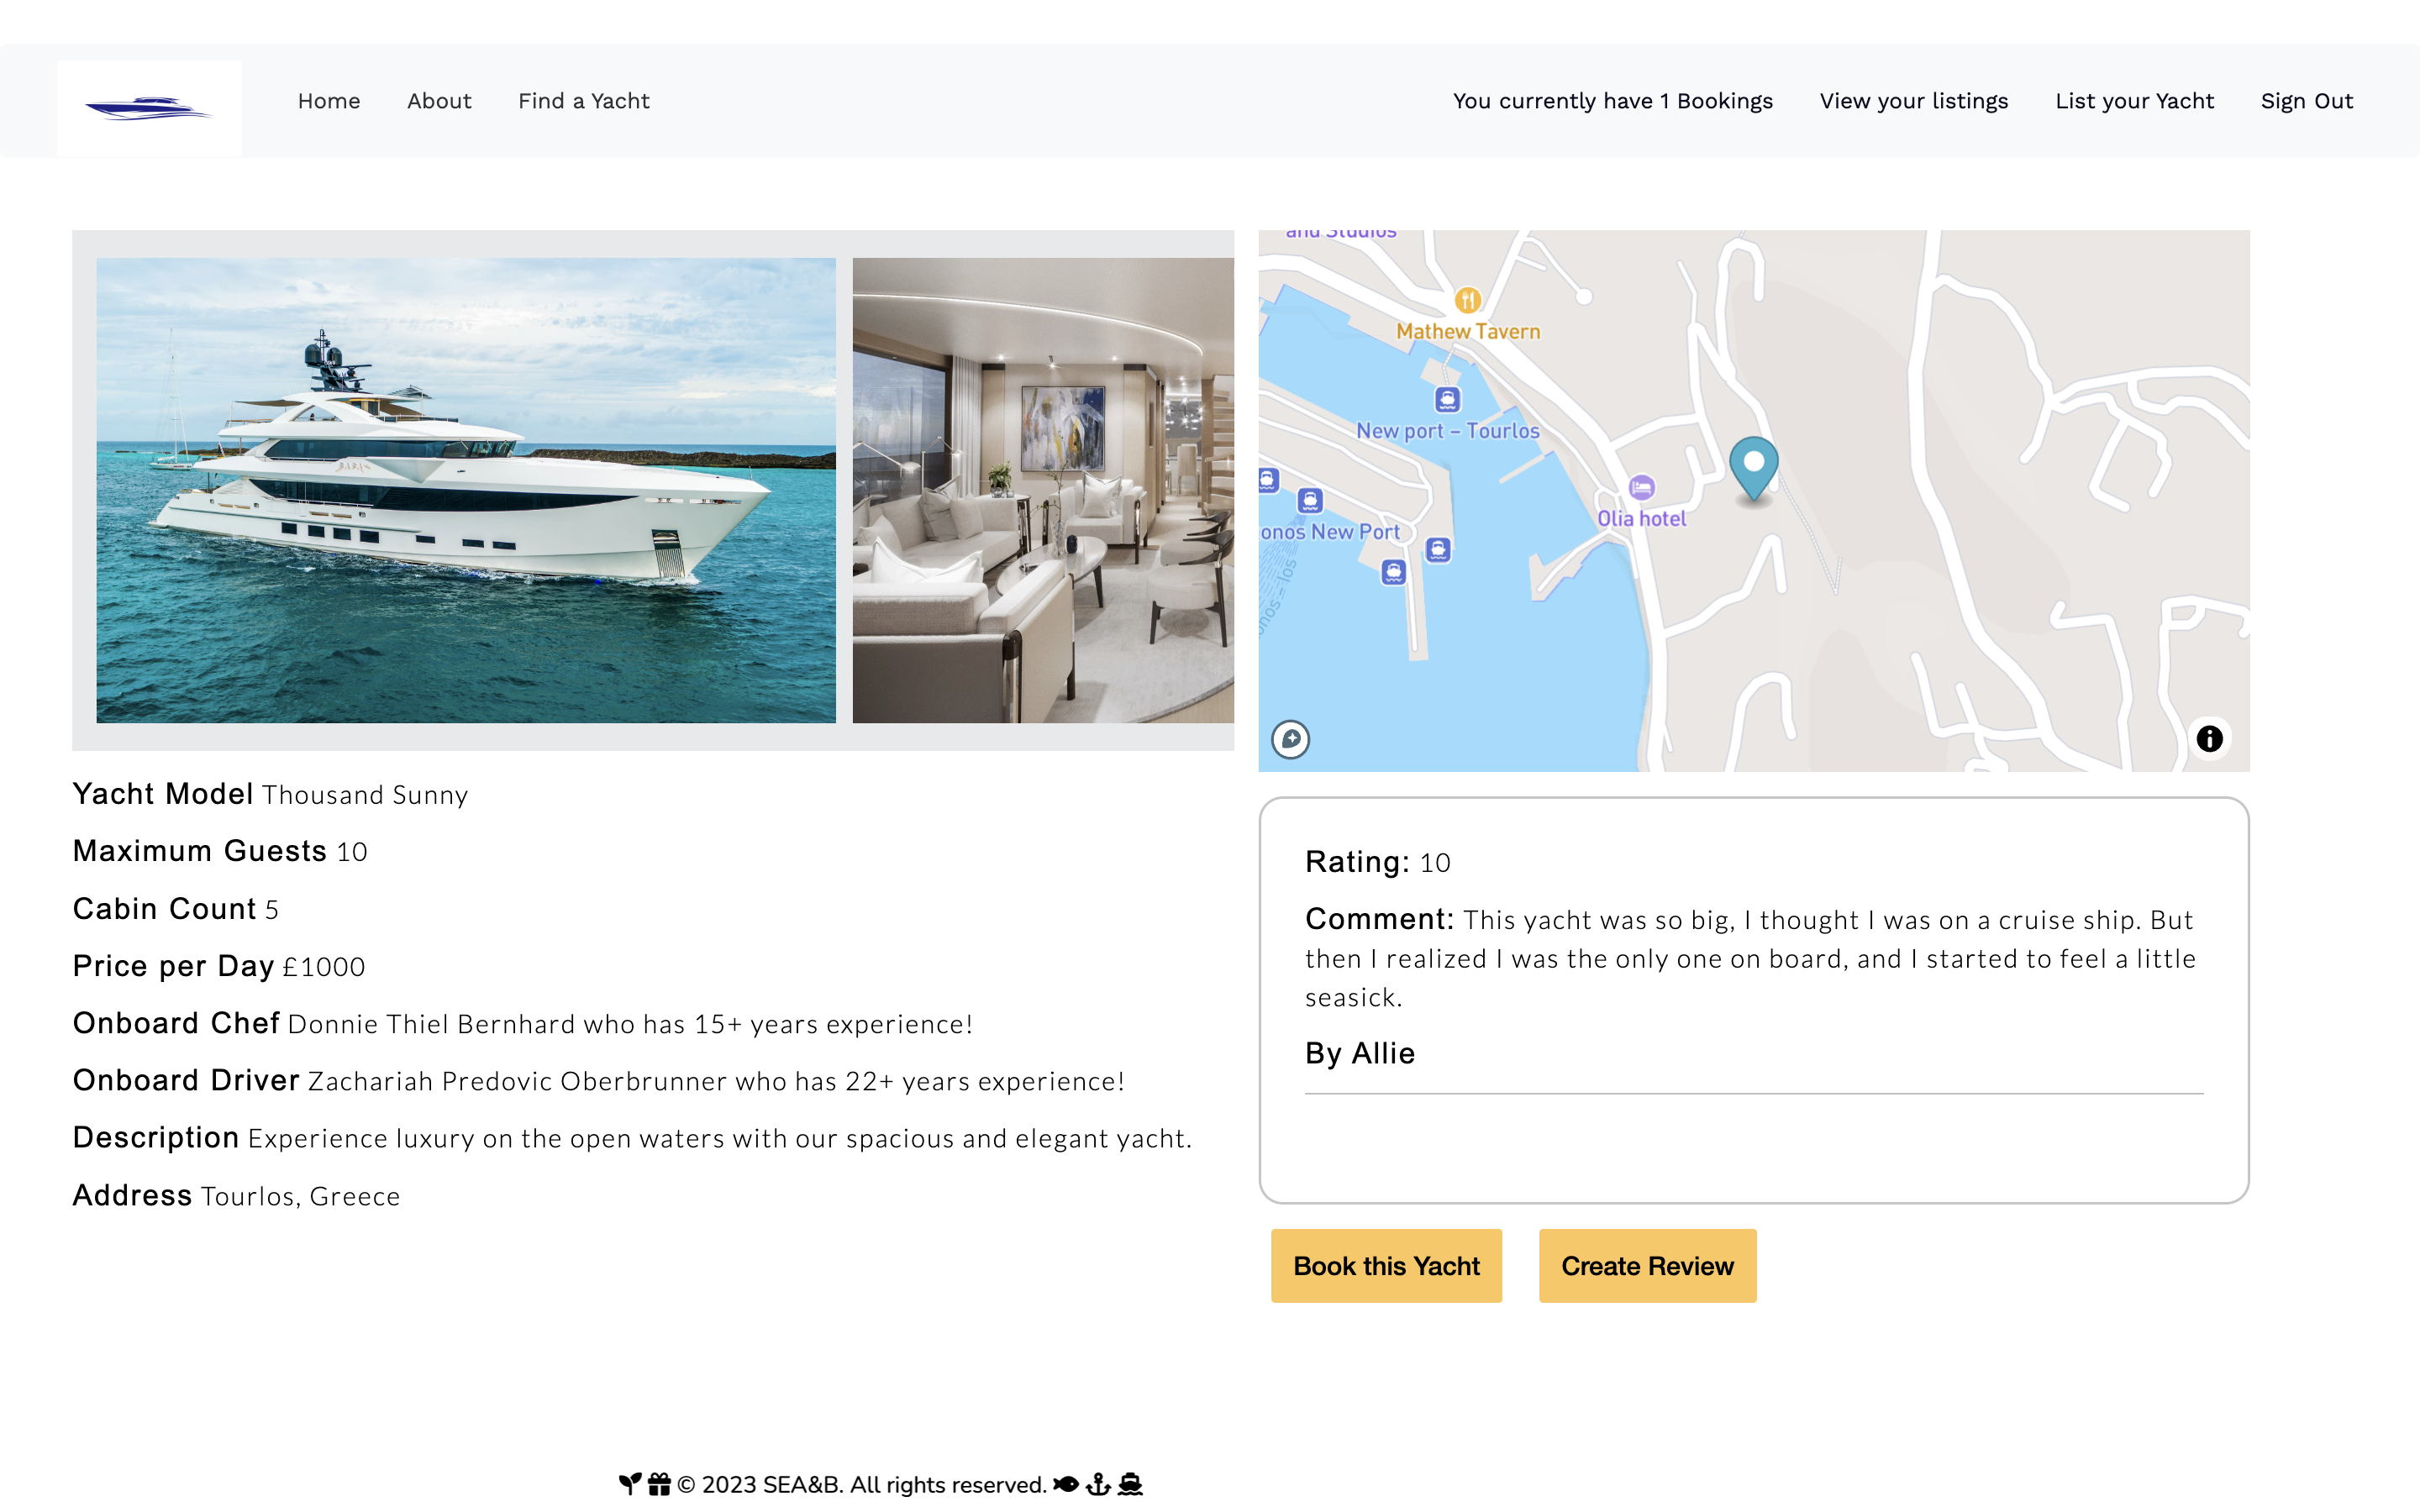 Home
About
Find a Yacht
You currently have 1 Bookings
View your listings
List your Yacht
Sign Out
and Studios
Mathew Tavern
New port – Tourlos
Olia hotel
onos New Port
onos – los
Yacht Model Thousand Sunny
Maximum Guests 10
Cabin Count 5
Price per Day £1000
Onboard Chef Donnie Thiel Bernhard who has 15+ years experience!
Onboard Driver Zachariah Predovic Oberbrunner who has 22+ years experience!
Description Experience luxury on the open waters with our spacious and elegant yacht.
Address Tourlos, Greece
Rating: 10
Comment: This yacht was so big, I thought I was on a cruise ship. But
then I realized I was the only one on board, and I started to feel a little
seasick.
By Allie
Book this Yacht
Create Review
© 2023 SEA&B. All rights reserved.